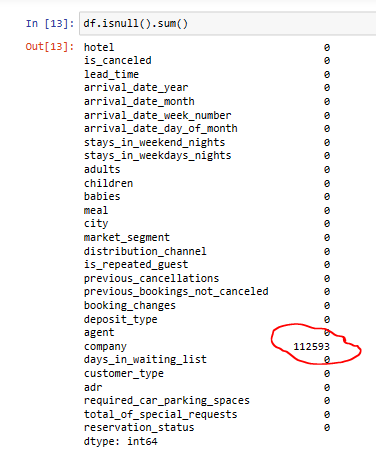 In [13]: df.isnull().sum()
Out[13]: hotel 0
is_canceled 0
lead_time 0
arrival_date_year 0
arrival_date_month 0
arrival_date_week_number 0
arrival_date_day_of_month 0
stays_in_weekend_nights 0
stays_in_weekdays_nights 0
adults 0
children 0
babies 0
meal 0
city 0
market_segment 0
distribution_channel 0
is_repeated_guest 0
previous_cancellations 0
previous_bookings_not_canceled 0
booking_changes 0
deposit_type 0
agent 0
company 112593
days_in_waiting_list 0
customer_type 0
adr 0
required_car_parking_spaces 0
total_of_special_requests 0
reservation_status 0
dtype: int64